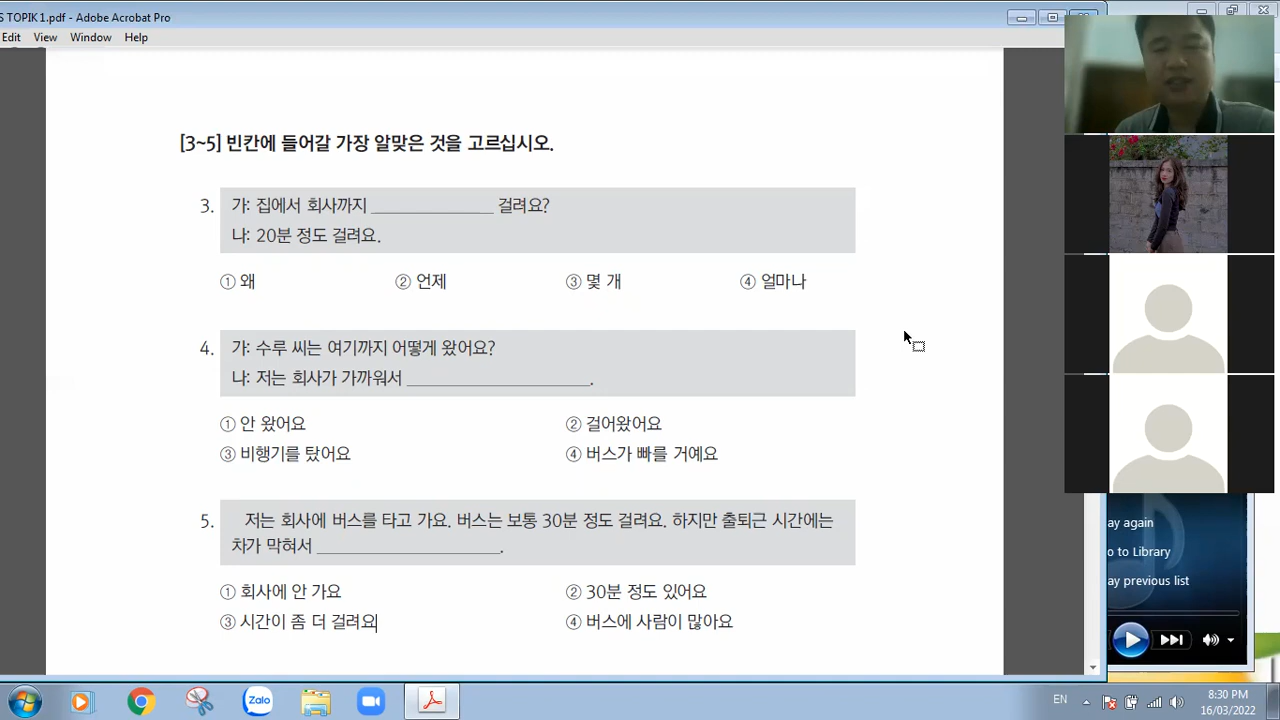 S TOPIK 1.pdf - Adobe Acrobat Pro
Edit View Window Help
[3~5] 빈칸에 들어갈 가장 알맞은 것을 고르십시오.
3. 가: 집에서 회사까지 ______________ 걸려요?
나: 20분 정도 걸려요.
① 왜 ② 언제 ③ 몇 개 ④ 얼마나
4. 가: 수루 씨는 여기까지 어떻게 왔어요?
나: 저는 회사가 가까워서 ______________.
① 안 왔어요 ② 걸어왔어요
③ 비행기를 탔어요 ④ 버스가 빠를 거예요
5. 저는 회사에 버스를 타고 가요. 버스는 보통 30분 정도 걸려요. 하지만 출퇴근 시간에는
차가 막혀서 ______________.
① 회사에 안 가요 ② 30분 정도 있어요
③ 시간이 좀 더 걸려요 ④ 버스에 사람이 많아요
ay again
o to Library
ay previous list
Zalo
EN
8:30 PM
16/03/2022